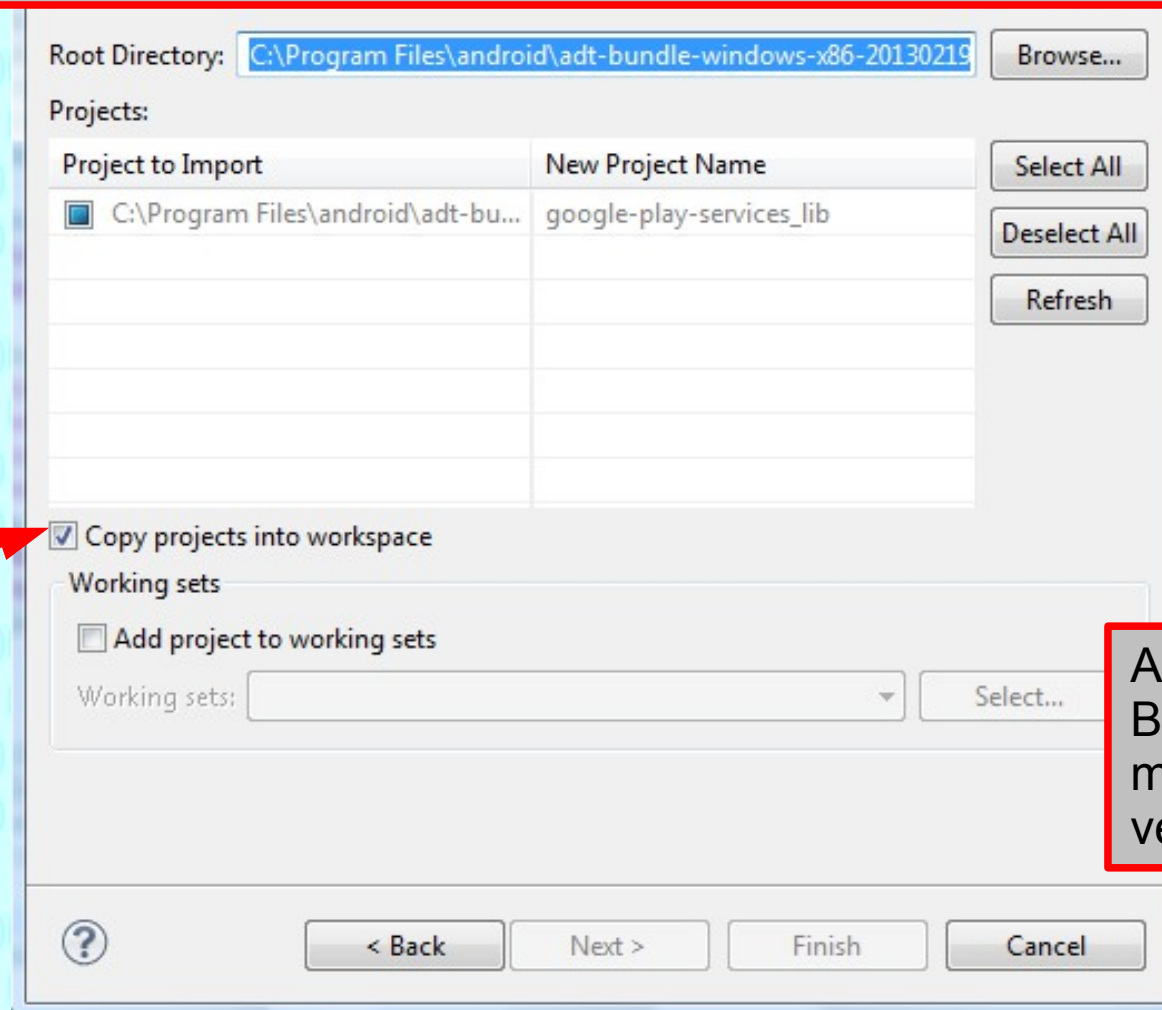 Root Directory: C:\Program Files\android\adt-bundle-windows-x86-20130219 Browse...
Projects:
Project to Import New Project Name Select All
C:\Program Files\android\adt-bu... google-play-services_lib
Deselect All
Refresh
Copy projects into workspace
Working sets
Add project to working sets
Working sets: Select...
? < Back Next > Finish Cancel